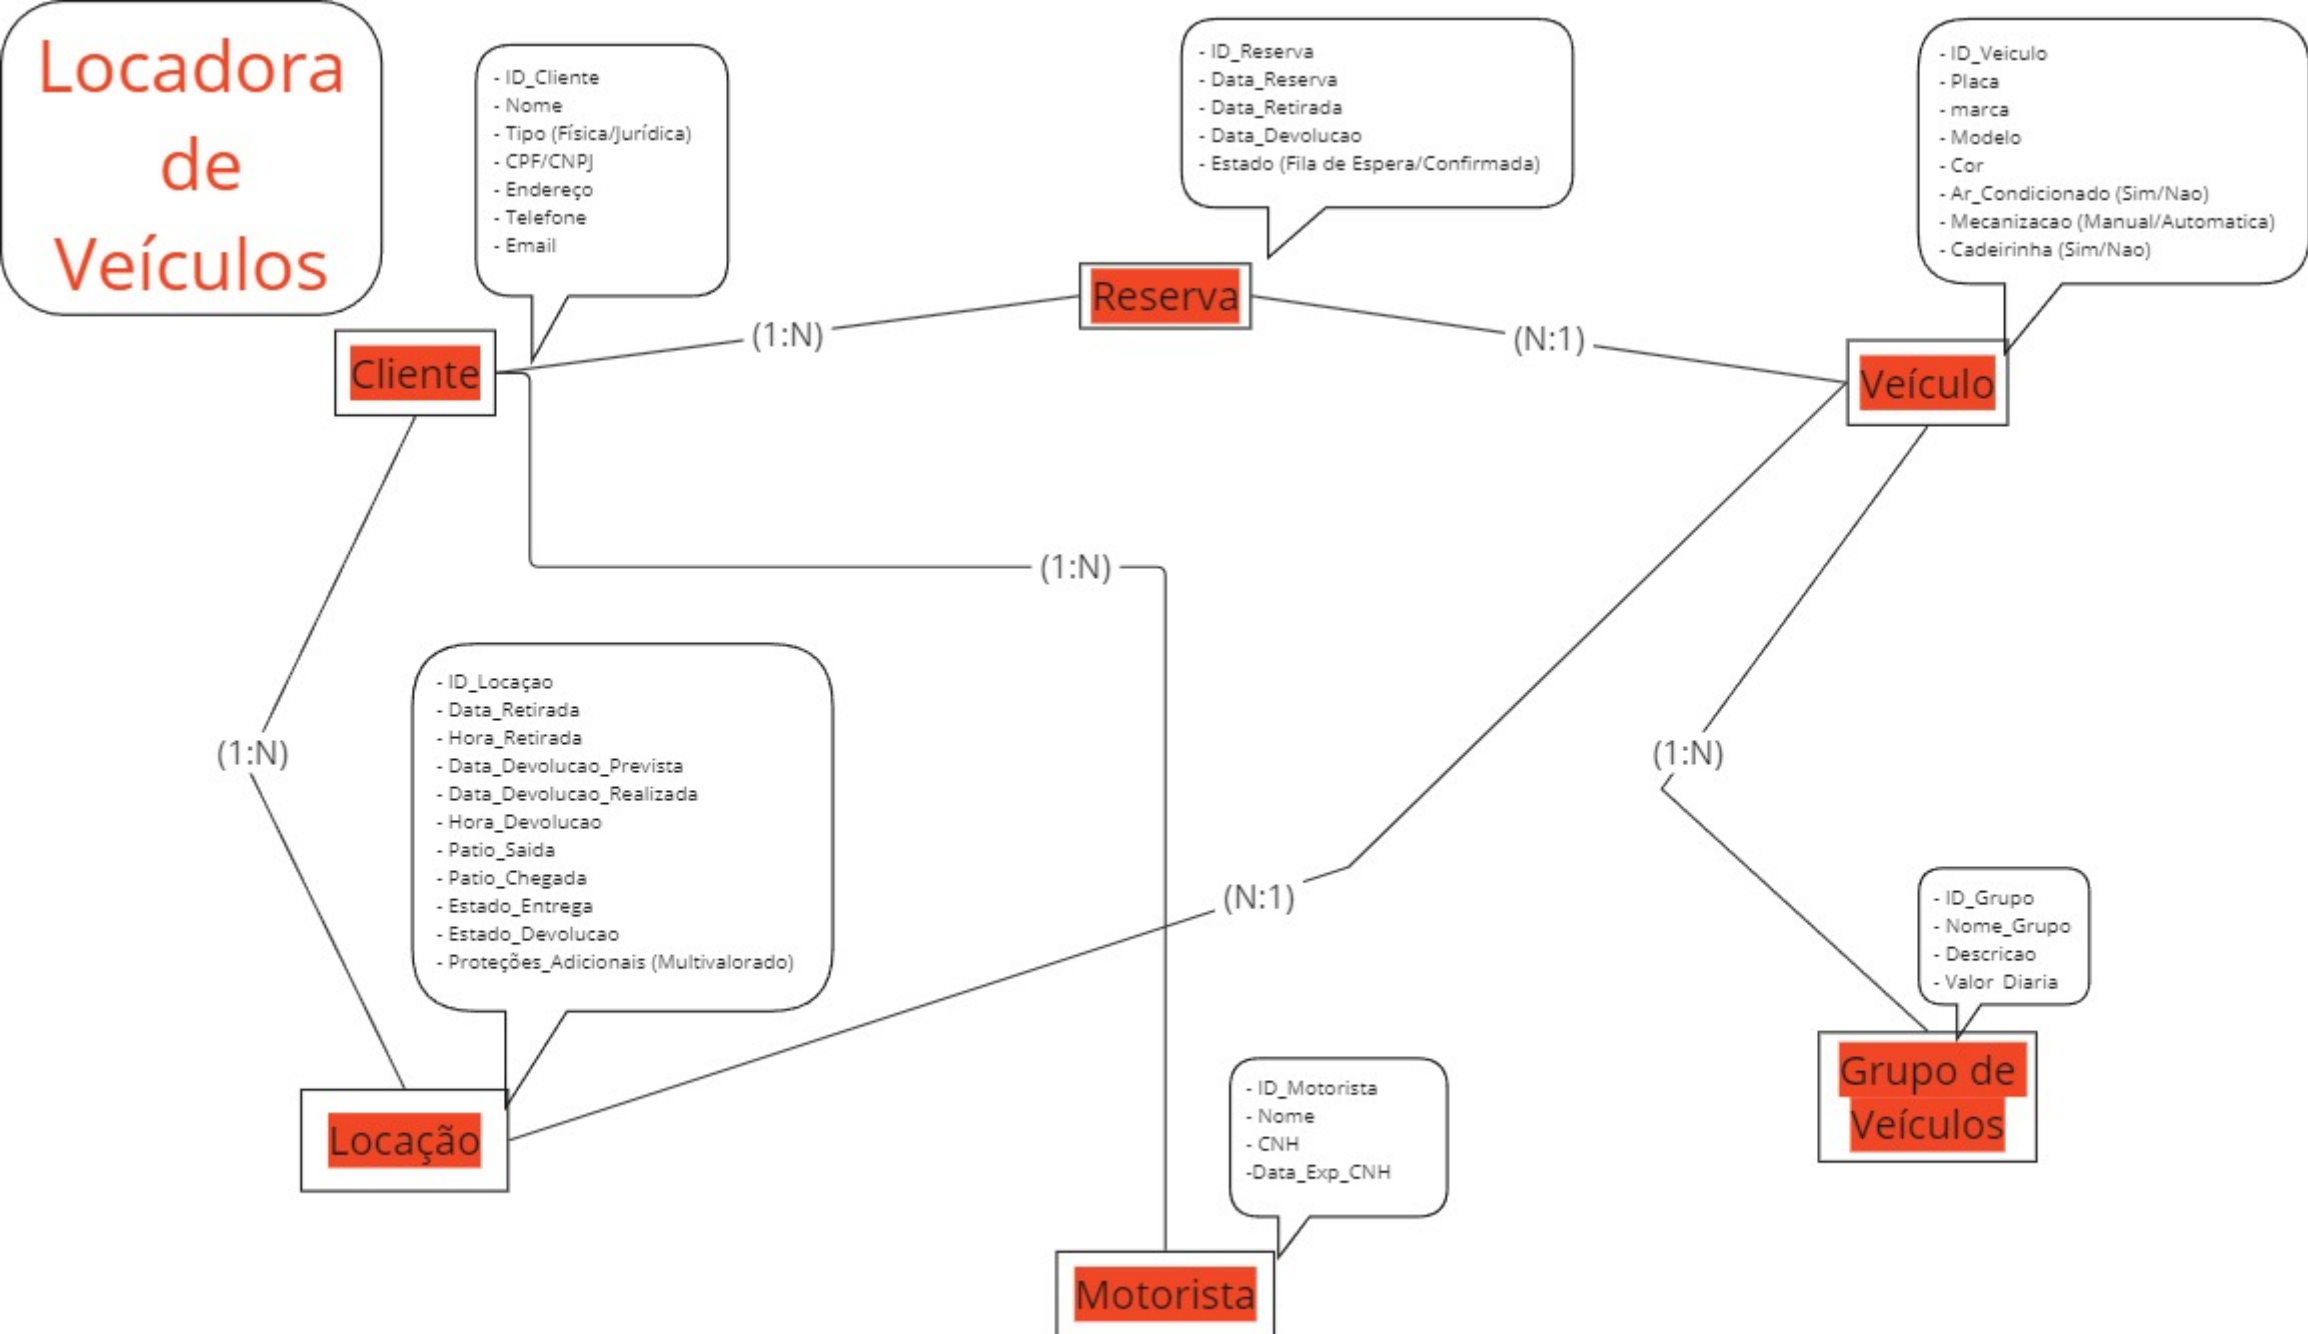 Locadora
de
Veículos
- ID_Cliente
- Nome
- Tipo (Física/Jurídica)
- CPF/CNPJ
- Endereço
- Telefone
- Email
- ID_Reserva
- Data_Reserva
- Data_Retirada
- Data_Devolucao
- Estado (Fila de Espera/Confirmada)
- ID_Veiculo
- Placa
- marca
- Modelo
- Cor
- Ar_Condicionado (Sim/Nao)
- Mecanizacao (Manual/Automatica)
- Cadeirinha (Sim/Nao)
Reserva
(1:N)
(N:1)
Cliente
Veículo
(1:N)
- ID_Locaçao
- Data_Retirada
- Hora_Retirada
- Data_Devolucao_Prevista
- Data_Devolucao_Realizada
- Hora_Devolucao
- Patio_Saida
- Patio_Chegada
- Estado_Entrega
- Estado_Devolucao
- Proteções_Adicionais (Multivalorado)
(1:N)
(1:N)
(N:1)
- ID_Grupo
- Nome_Grupo
- Descricao
- Valor Diaria
Grupo de
Veículos
Locação
- ID_Motorista
- Nome
- CNH
-Data_Exp_CNH
Motorista